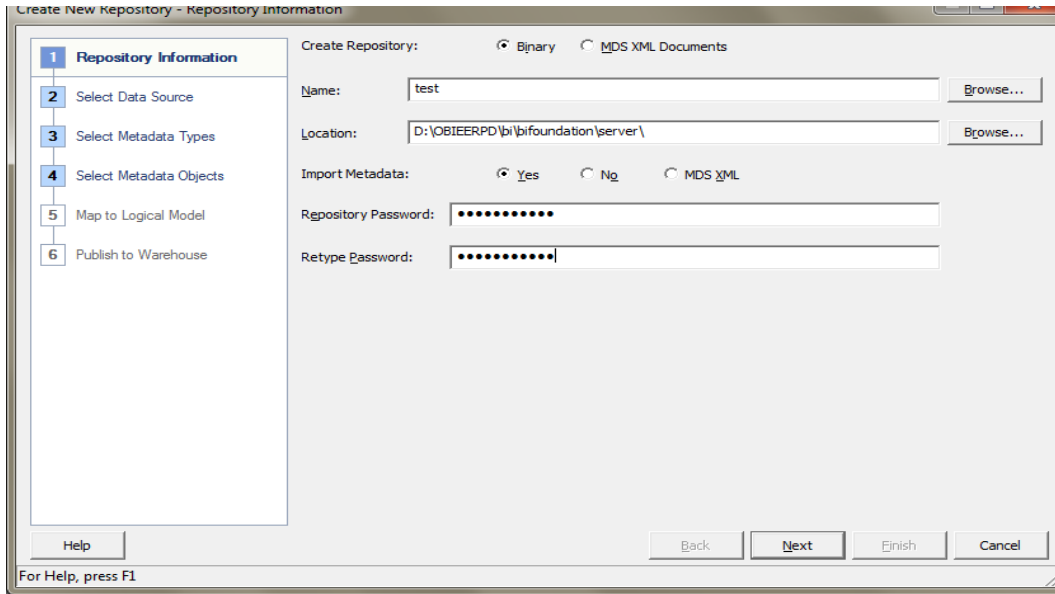 Create New Repository - Repository Information
1 Repository Information
2 Select Data Source
3 Select Metadata Types
4 Select Metadata Objects
5 Map to Logical Model
6 Publish to Warehouse
Create Repository: Binary MDS XML Documents
Name: test Browse...
Location: D:\OBIEERPD\bi\bifoundation\server\ Browse...
Import Metadata: Yes No MDS XML
Repository Password: •••••••••••
Retype Password: •••••••••••
Help Back Next Finish Cancel
For Help, press F1